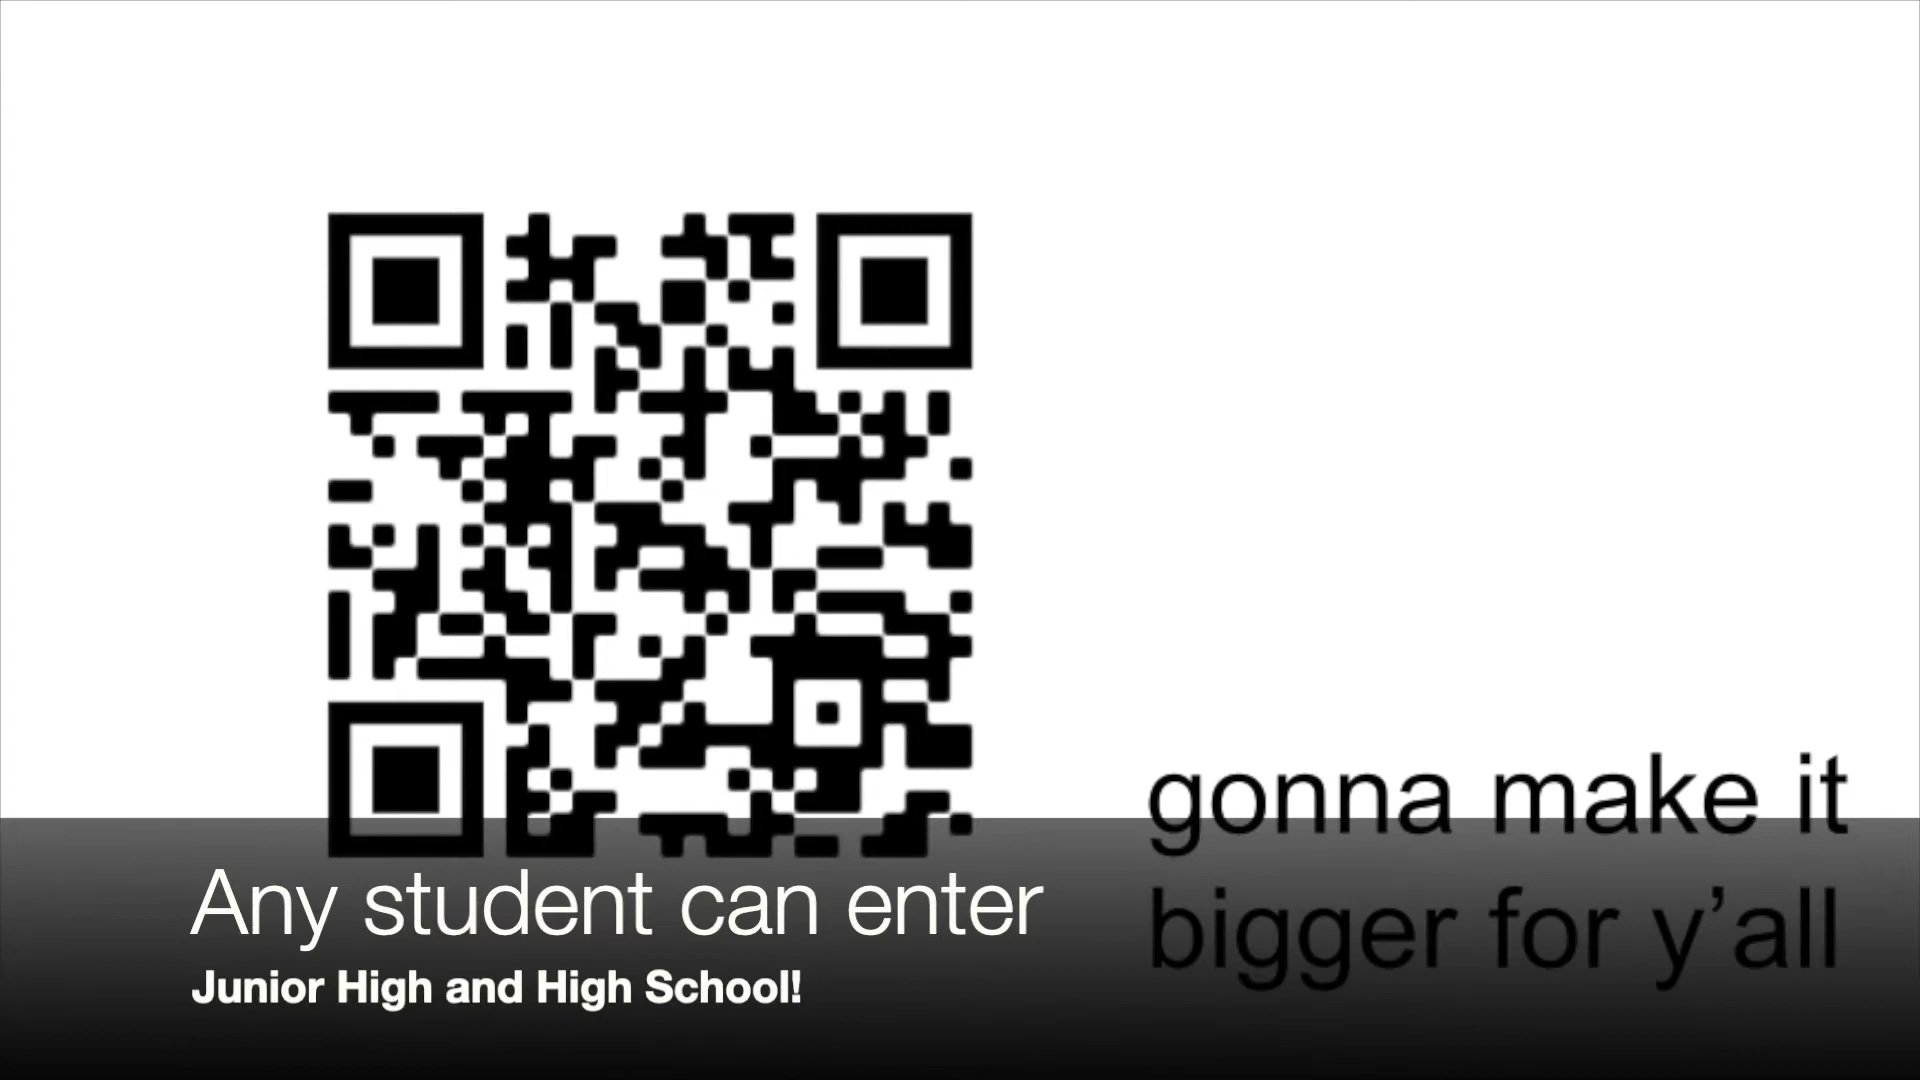 gonna make it
bigger for y’all
Any student can enter
Junior High and High School!